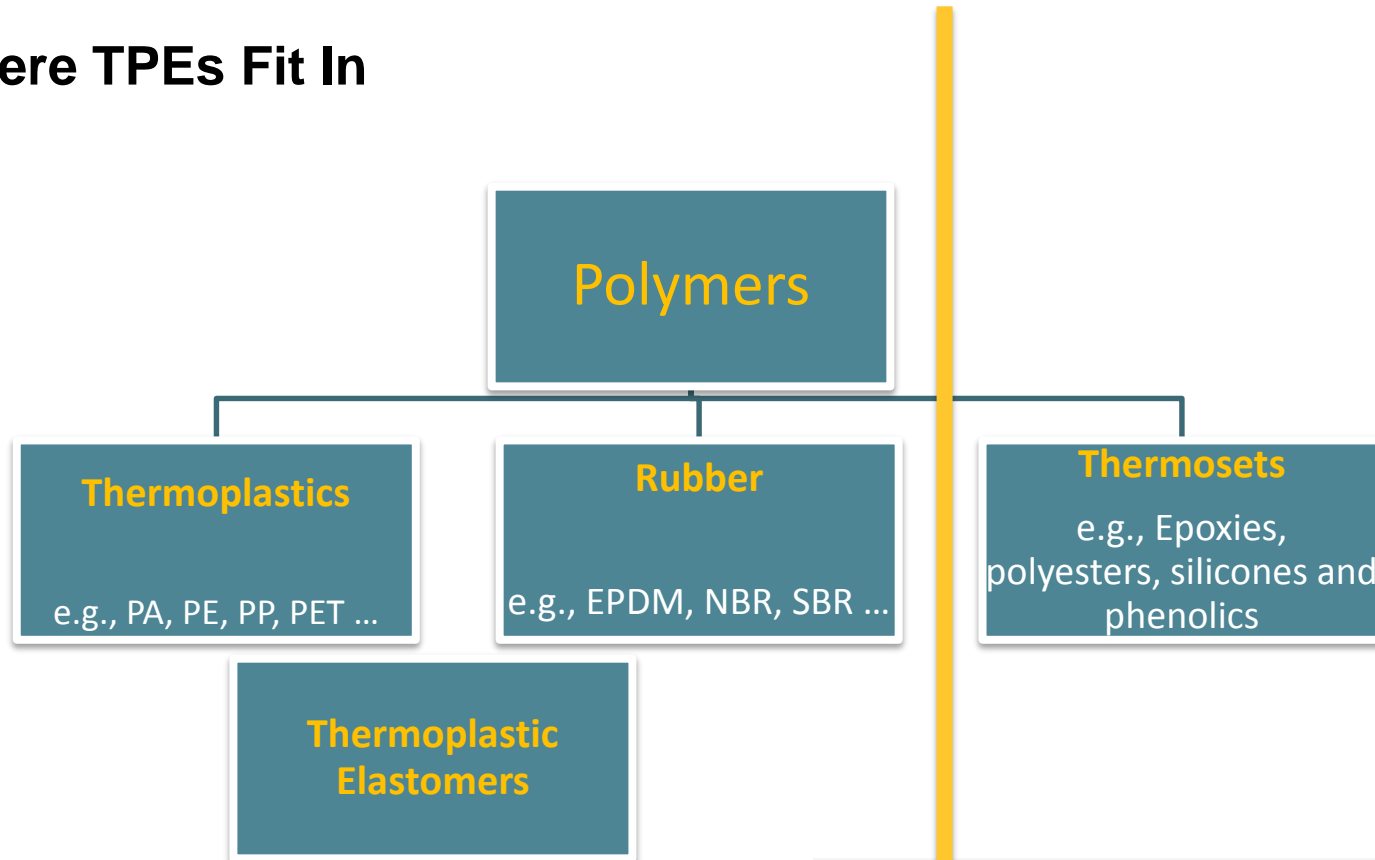 ere TPEs Fit In
Polymers
Thermoplastics
e.g., PA, PE, PP, PET ...
Rubber
e.g., EPDM, NBR, SBR ...
Thermosets
e.g., Epoxies,
polyesters, silicones and
phenolics
Thermoplastic
Elastomers